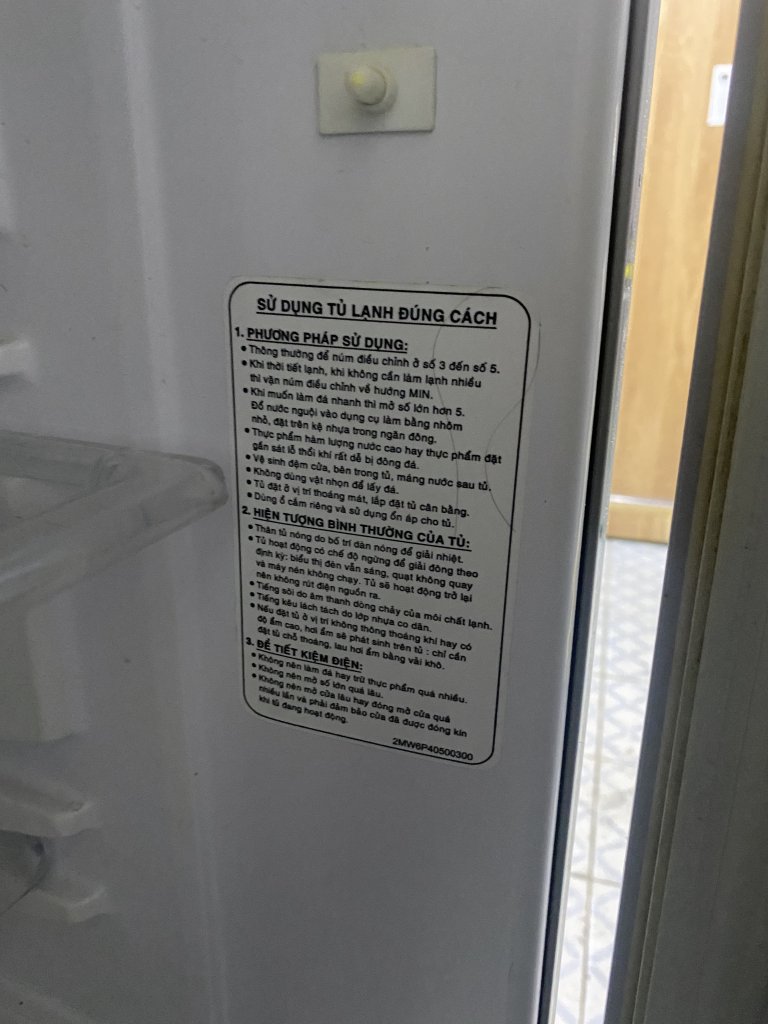 SỬ DỤNG TỦ LẠNH ĐÚNG CÁCH
1. PHƯƠNG PHÁP SỬ DỤNG:
• Thông thường để núm điều chỉnh ở số 3 đến số 5.
• Khi thời tiết lạnh, khi không cần làm lạnh nhiều
thì vặn núm điều chỉnh về hướng MIN.
• Khi muốn làm đá nhanh thì mở số lớn hơn 5.
Đổ nước nguội vào dụng cụ làm bằng nhôm
nhỏ, đặt trên kệ nhựa trong ngăn đông.
• Thực phẩm hàm lượng nước cao hay thực phẩm đặt
gần sát lỗ thổi khí rất dễ bị đông đá.
• Vệ sinh đệm cửa, bên trong tủ, máng nước sau tủ.
• Không dùng vật nhọn để lấy đá.
• Tủ đặt ở vị trí thoáng mát, lắp đặt tủ cân bằng.
• Dùng ổ cắm riêng và sử dụng ổn áp cho tủ.
2. HIỆN TƯỢNG BÌNH THƯỜNG CỦA TỦ:
• Thân tủ nóng do bố trí dàn nóng để giải nhiệt.
• Tủ hoạt động có chế độ ngừng để giải đông theo
định kỳ: biểu thị đèn vẫn sáng, quạt không quay
và máy nén không chạy. Tủ sẽ hoạt động trở lại
nên không rút điện nguồn ra.
• Tiếng sôi do âm thanh dòng chảy của môi chất lạnh.
• Tiếng kêu lách tách do lớp nhựa co dãn.
• Nếu đặt tủ ở vị trí không thông thoáng khí hay có
độ ẩm cao, hơi ẩm sẽ phát sinh trên tủ : chỉ cần
đặt tủ chỗ thoáng, lau hơi ẩm bằng vải khô.
3. ĐỂ TIẾT KIỆM ĐIỆN:
• Không nên làm đá hay trữ thực phẩm quá nhiều.
• Không nên mở số lớn quá lâu.
• Không nên mở cửa lâu hay đóng mở cửa quá
nhiều lần và phải đảm bảo cửa đã được đóng kín
khi tủ đang hoạt động.
2MW6P40500300